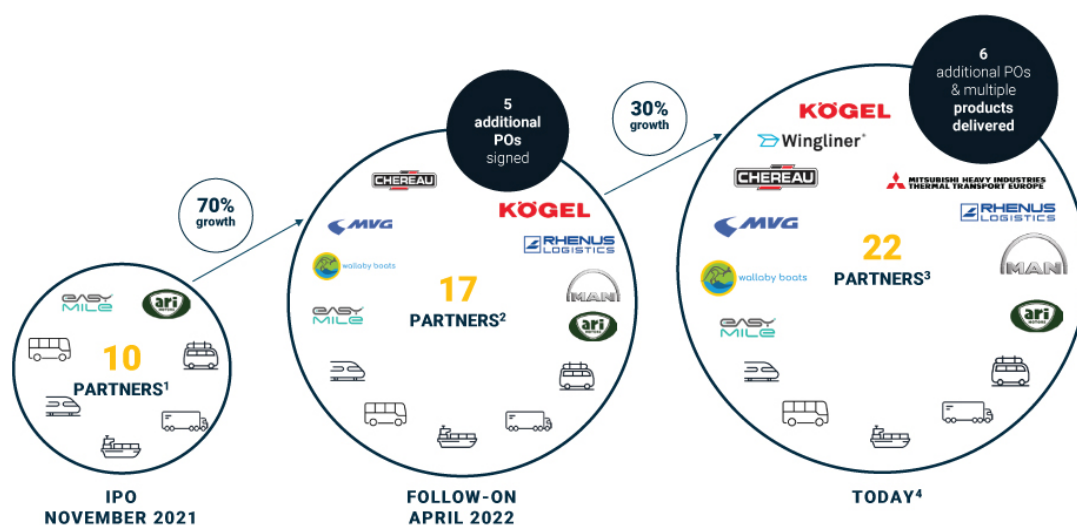 6
additional POs
& multiple
products
delivered
5
additional
POs
signed
30%
growth
KÖGEL
Wingliner®
CHEREAU
MITSUBISHI HEAVY INDUSTRIES
THERMAL TRANSPORT EUROPE
MVG
RHENUS
LOGISTICS
22
PARTNERS³
MAN
wallaby boats
EASY
MILE
ari
MOTORS
70%
growth
CHEREAU
KÖGEL
MVG
RHENUS
LOGISTICS
wallaby boats
17
PARTNERS²
MAN
EASY
MILE
ari
MOTORS
EASY
MILE
ari
MOTORS
10
PARTNERS¹
IPO
NOVEMBER 2021
FOLLOW-ON
APRIL 2022
TODAY⁴